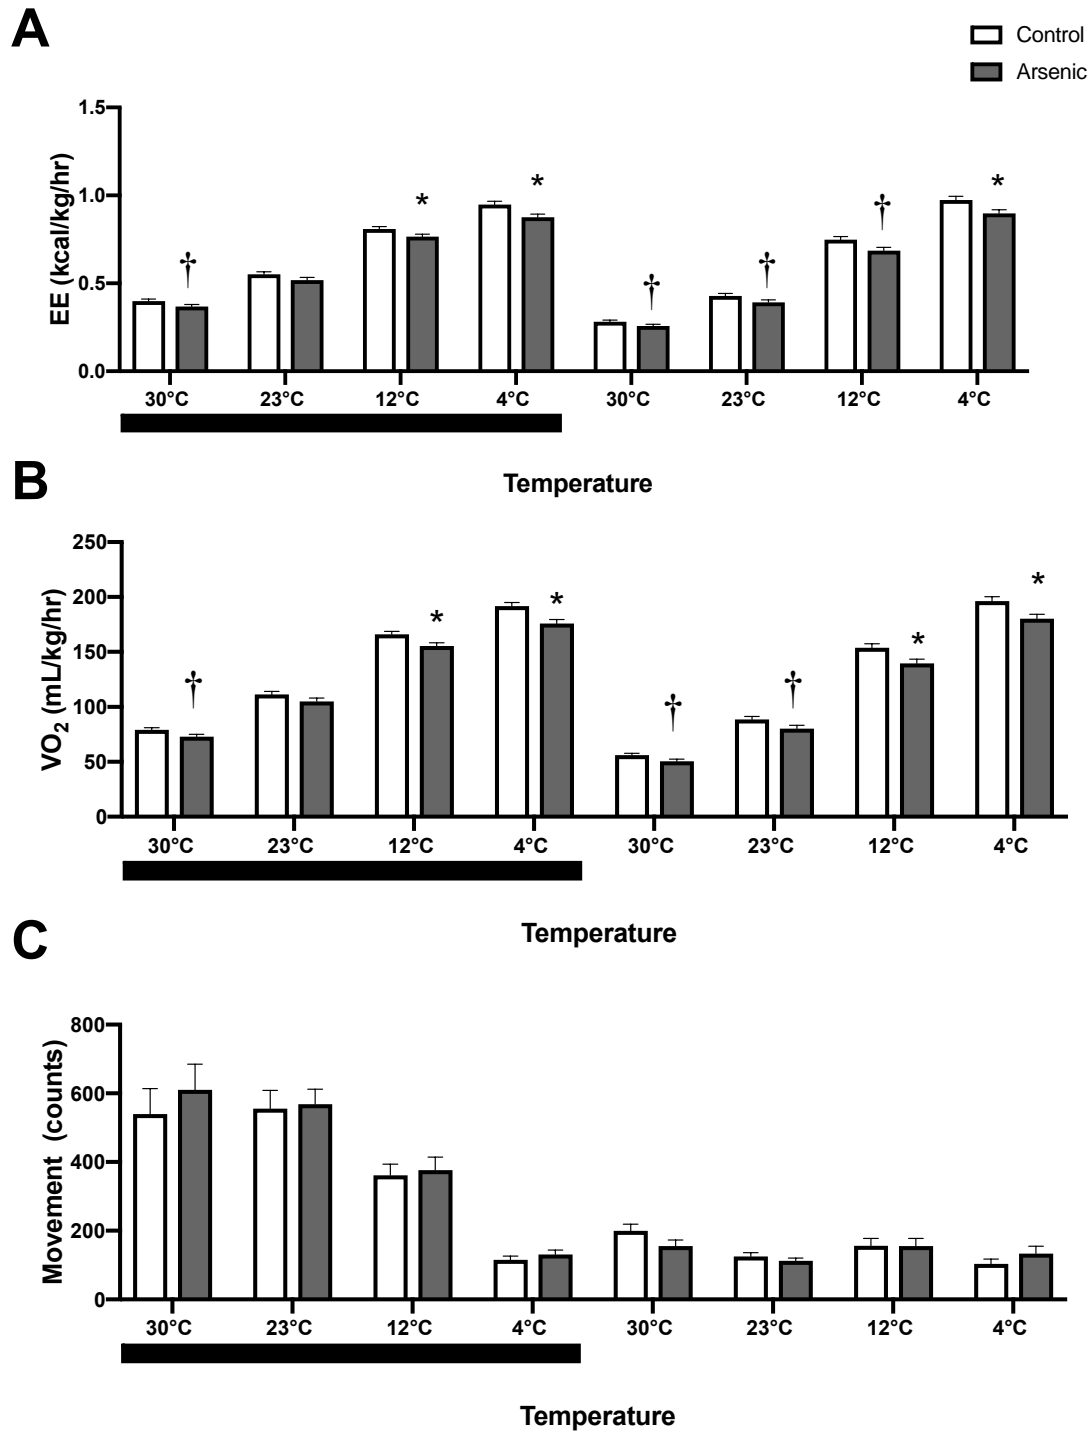 A
Control
Arsenic
1.5
1.0
0.5
0.0
EE (kcal/kg/hr)
† * * † † † *
30°C 23°C 12°C 4°C 30°C 23°C 12°C 4°C
Temperature
B
250
200
150
100
50
0
VO₂ (mL/kg/hr)
† * * † † * *
30°C 23°C 12°C 4°C 30°C 23°C 12°C 4°C
Temperature
C
800
600
400
200
0
Movement (counts)
30°C 23°C 12°C 4°C 30°C 23°C 12°C 4°C
Temperature